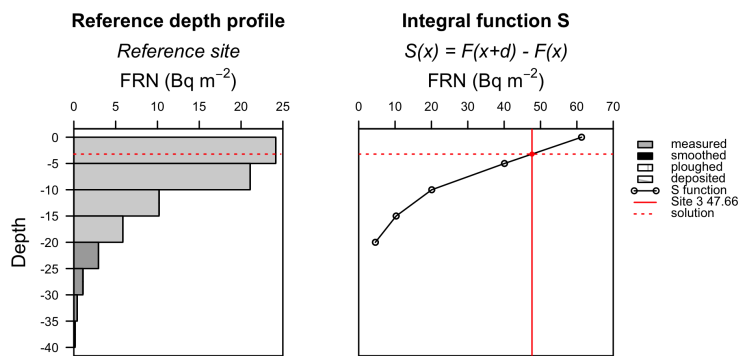 Reference depth profile
Reference site
FRN (Bq m⁻²)
0 5 10 15 20 25
Depth
0
-5
-10
-15
-20
-25
-30
-35
-40
Integral function S
S(x) = F(x+d) - F(x)
FRN (Bq m⁻²)
0 10 20 30 40 50 60 70
measured
smoothed
ploughed
deposited
S function
Site 3 47.66
solution